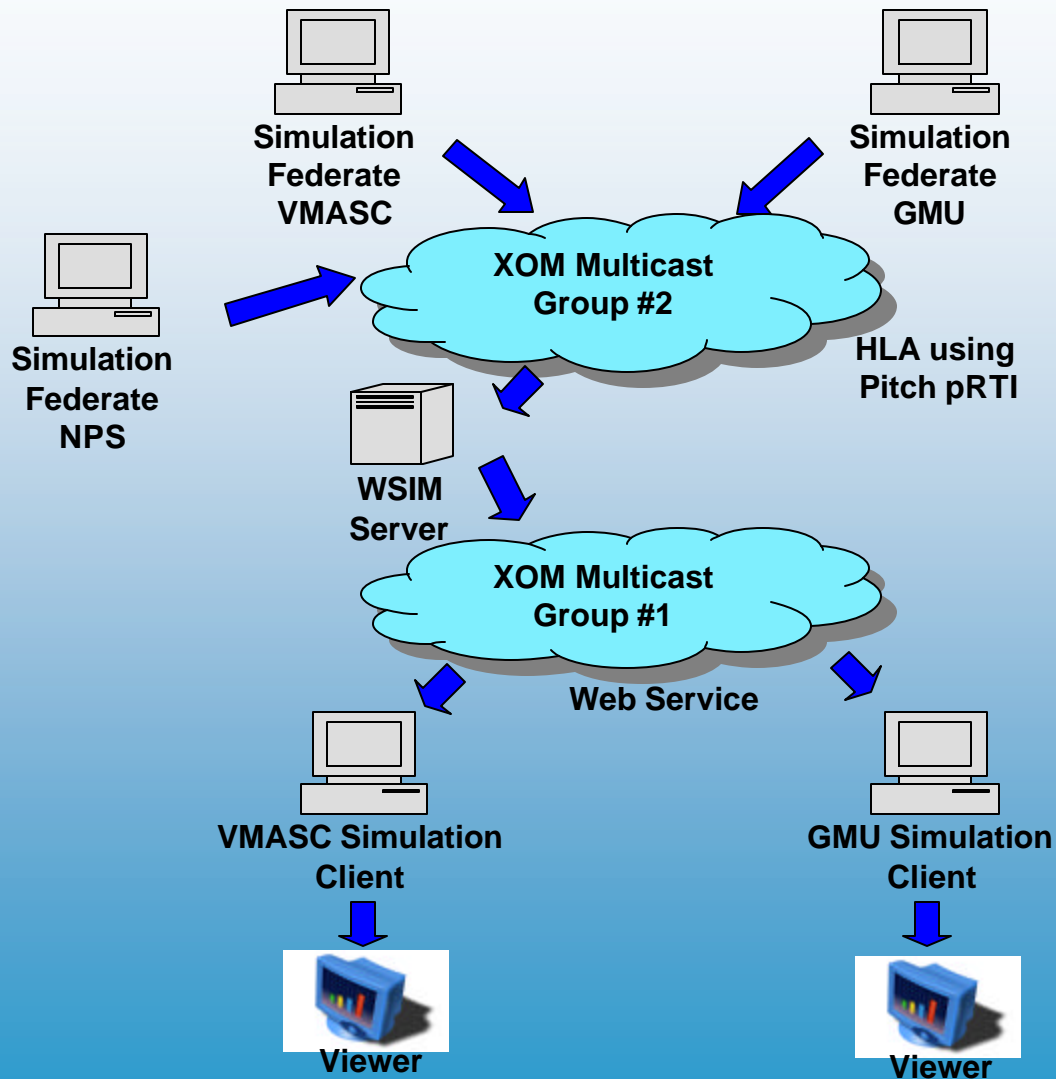 Simulation
Federate
VMASC
Simulation
Federate
GMU
XOM Multicast
Group #2
Simulation
Federate
NPS
HLA using
Pitch pRTI
WSIM
Server
XOM Multicast
Group #1
Web Service
VMASC Simulation
Client
GMU Simulation
Client
Viewer
Viewer